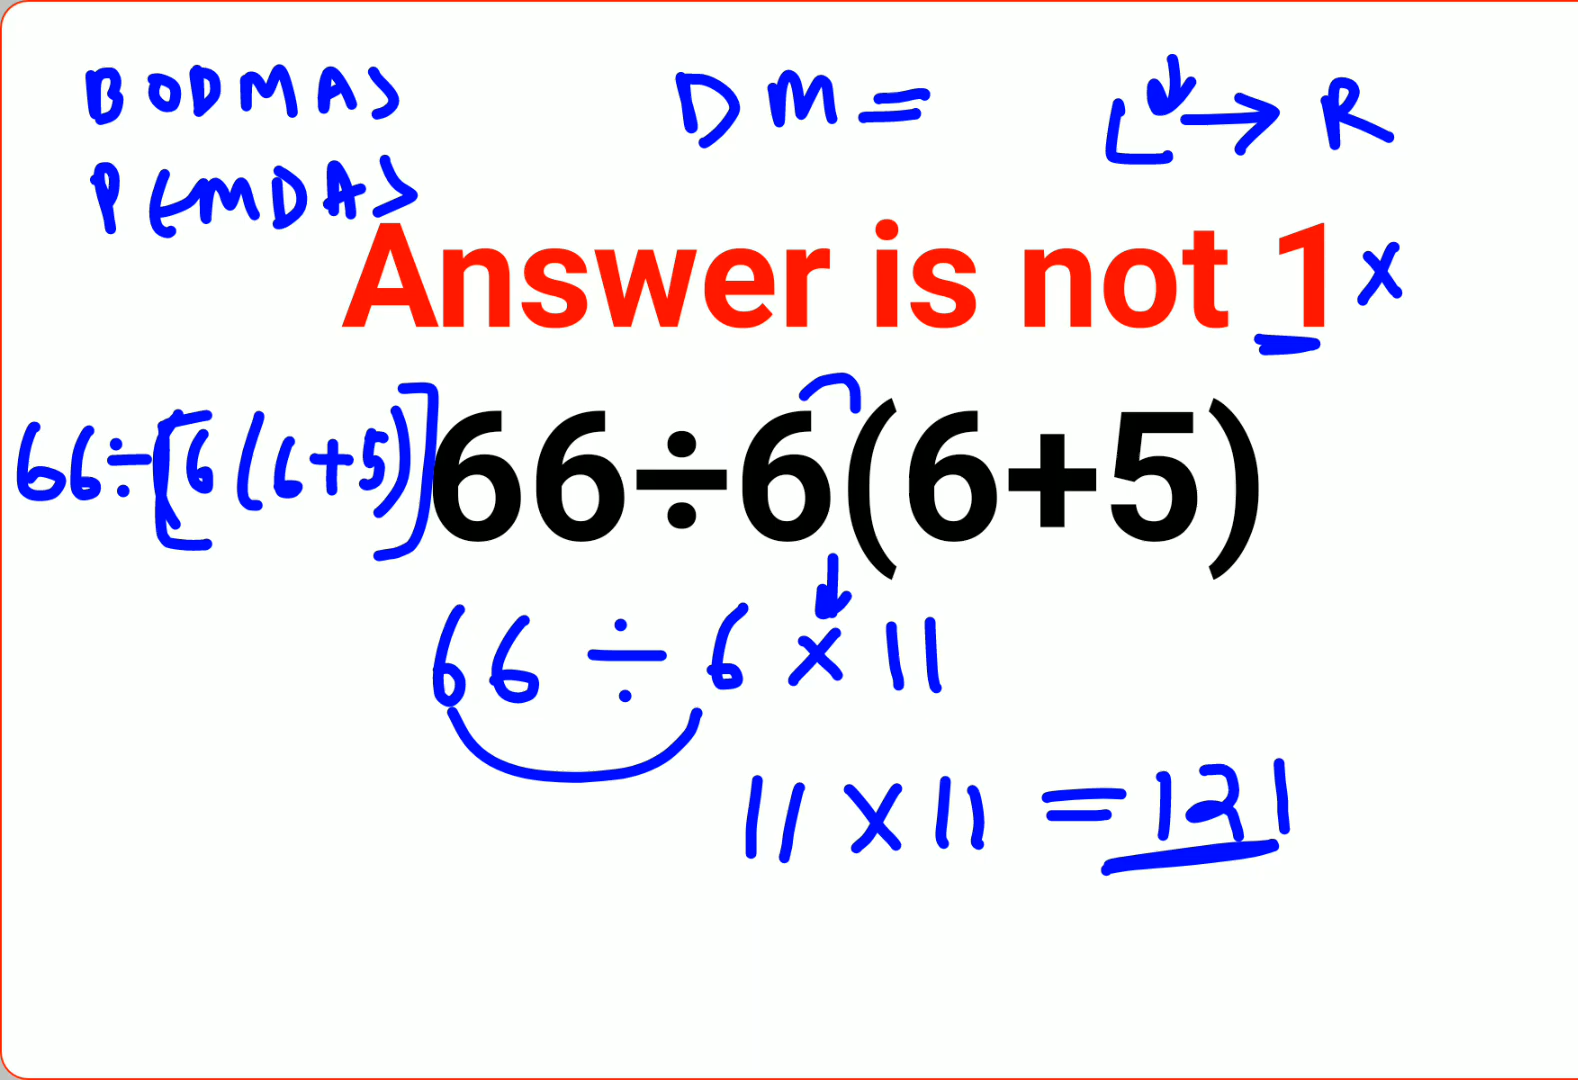 BODMAS DM = L → R
PEMDAS
Answer is not 1 x
66÷[6(6+5)] 66÷6(6+5)
66 ÷ 6 × 11
11 × 11 = 121